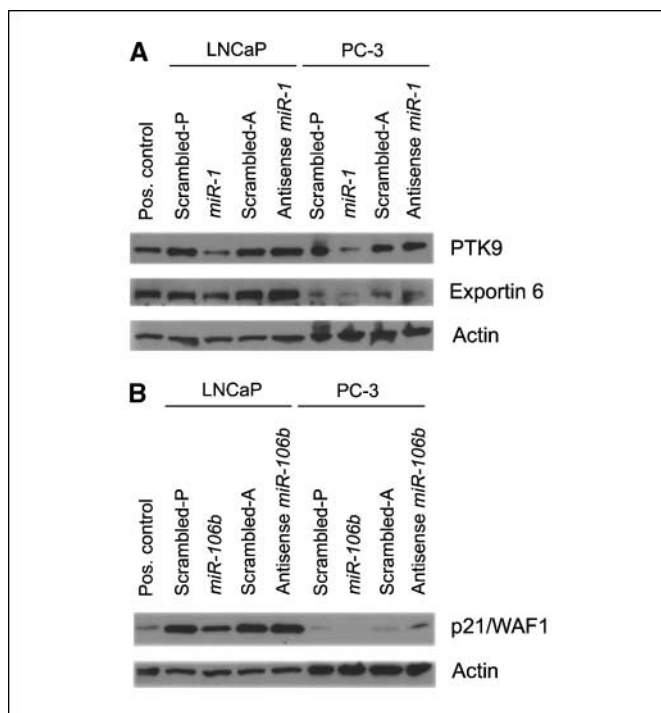 A
LNCaP PC-3
Pos. control
Scrambled-P
miR-1
Scrambled-A
Antisense miR-1
Scrambled-P
miR-1
Scrambled-A
Antisense miR-1
PTK9
Exportin 6
Actin
B
LNCaP PC-3
Pos. control
Scrambled-P
miR-106b
Scrambled-A
Antisense miR-106b
Scrambled-P
miR-106b
Scrambled-A
Antisense miR-106b
p21/WAF1
Actin